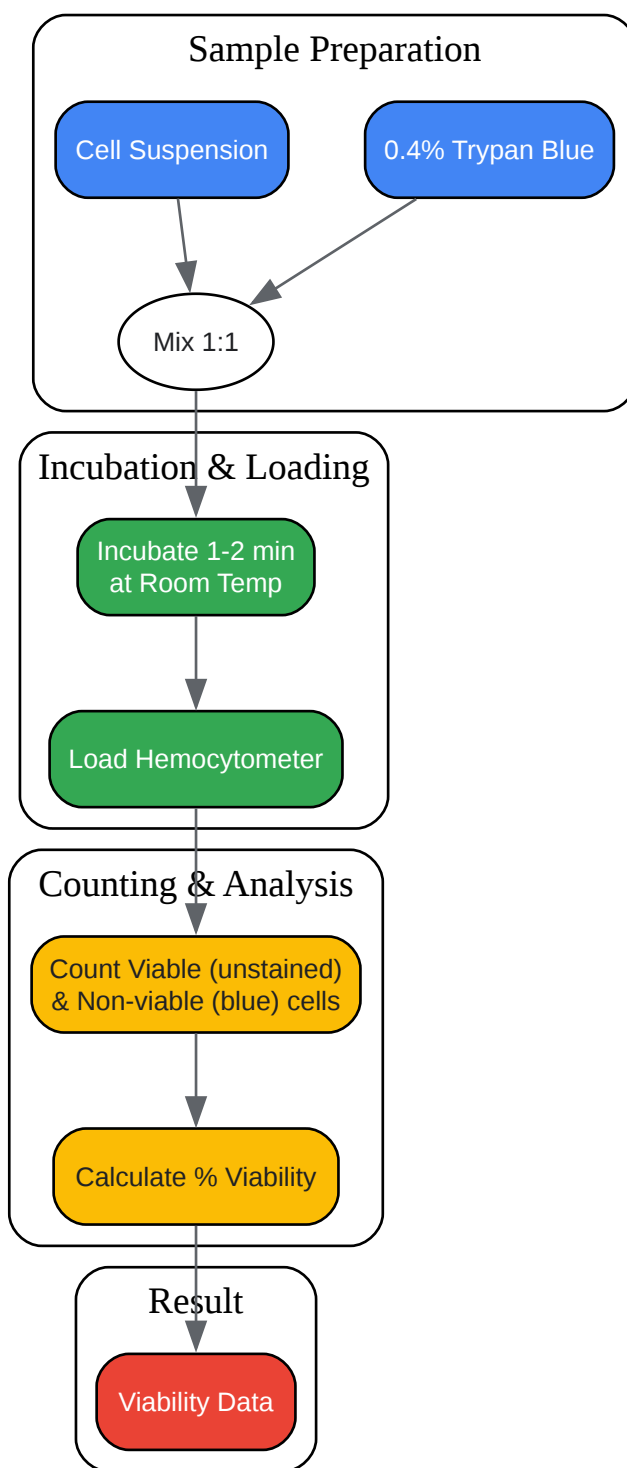 Sample Preparation
Cell Suspension
0.4% Trypan Blue
Mix 1:1
Incubation & Loading
Incubate 1-2 min
at Room Temp
Load Hemocytometer
Counting & Analysis
Count Viable (unstained)
& Non-viable (blue) cells
Calculate % Viability
Result
Viability Data